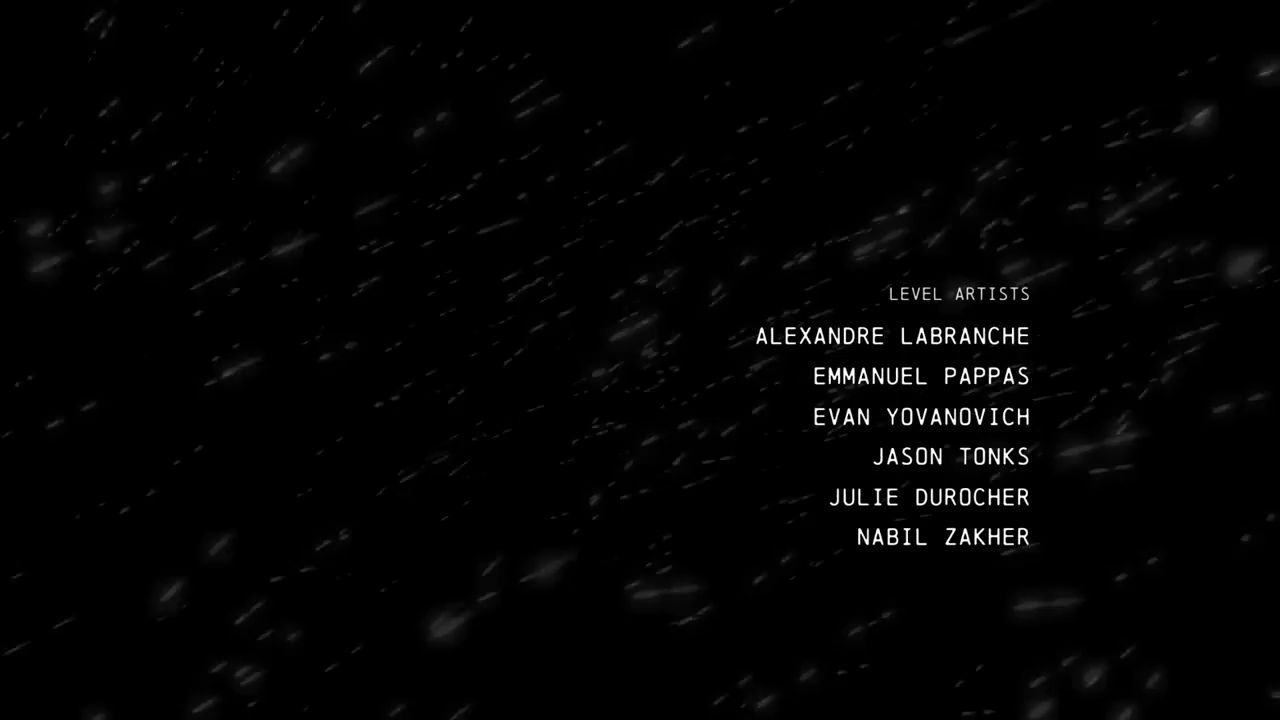 LEVEL ARTISTS
ALEXANDRE LABRANCHE
EMMANUEL PAPPAS
EVAN YOVANOVICH
JASON TONKS
JULIE DUROCHER
NABIL ZAKHER